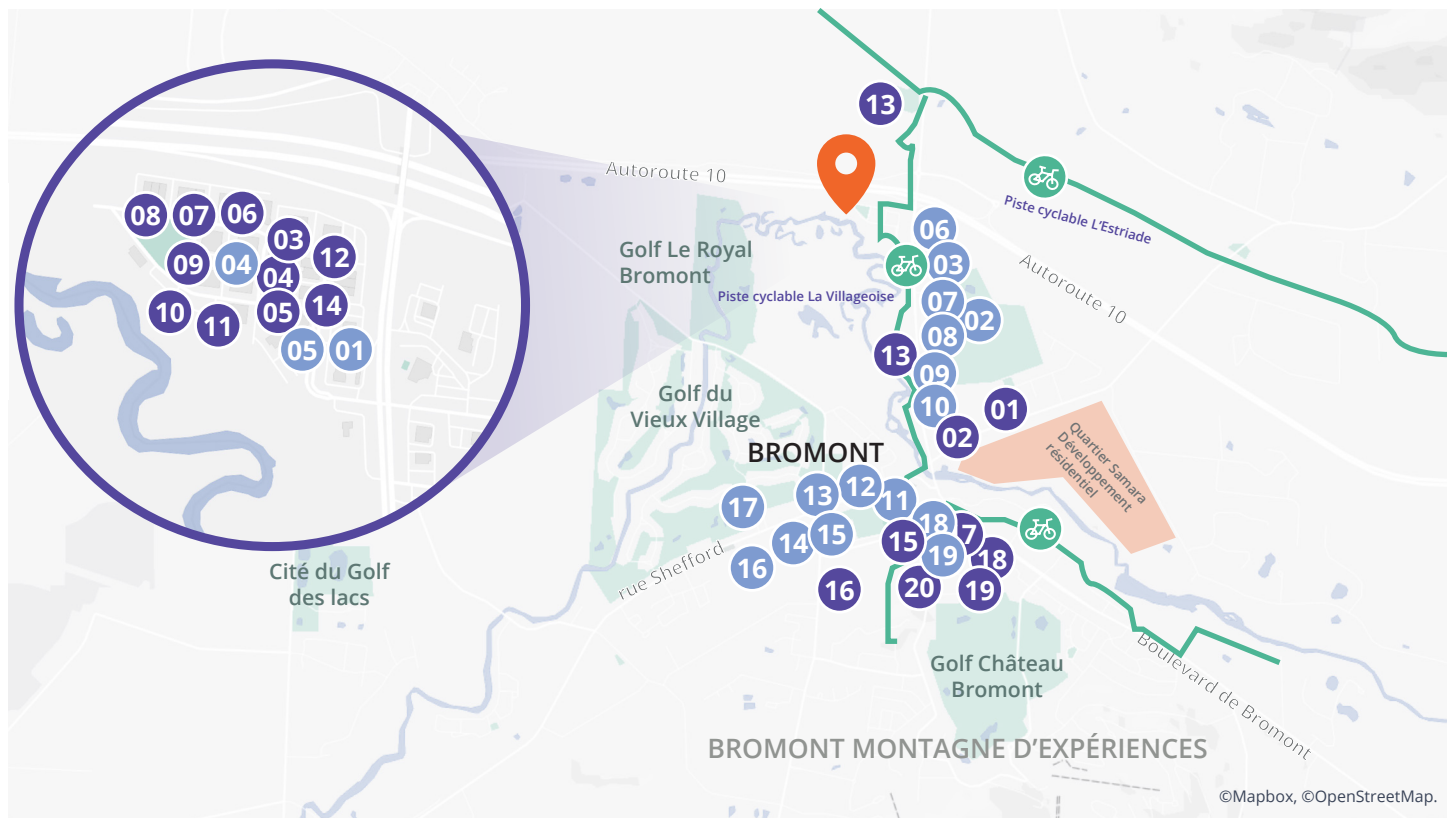 13
Autoroute 10
Piste cyclable L'Estriade
08
07
06
03
12
09
04
04
10
11
05
14
05
01
Golf Le Royal
Bromont
Piste cyclable La Villageoise
06
03
Autoroute 10
07
02
08
13
09
10
01
02
Golf du
Vieux Village
Quartier Samara
Développement
résidentiel
BROMONT
17
13
12
11
14
15
16
rue Shefford
18
15
7
19
18
16
20
19
Cité du Golf
des lacs
Golf Château
Bromont
Boulevard de Bromont
BROMONT MONTAGNE D'EXPÉRIENCES
©Mapbox, ©OpenStreetMap.